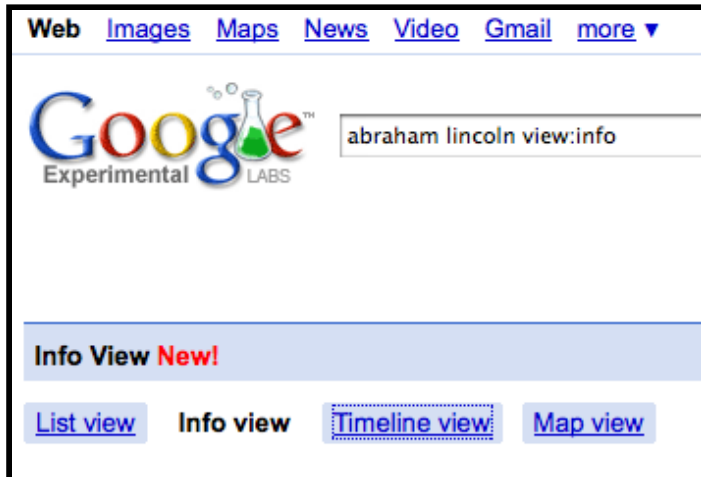 Web Images Maps News Video Gmail more ▼
Google™
Experimental LABS
abraham lincoln view:info
Info View New!
List view Info view Timeline view Map view